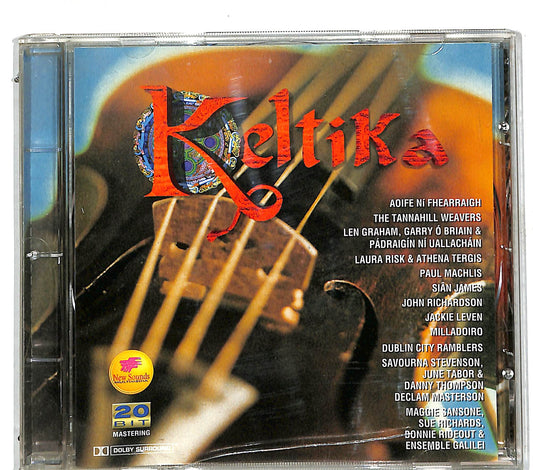 Keltika
AOIFE NÍ FHEARRAIGH
THE TANNAHILL WEAVERS
LEN GRAHAM, GARRY Ó BRIAIN &
PÁDRAIGÍN NÍ UALLACHÁIN
LAURA RISK & ATHENA TERGIS
PAUL MACHLIS
SIÂN JAMES
JOHN RICHARDSON
JACKIE LEVEN
MILLADOIRO
DUBLIN CITY RAMBLERS
SAVOURNA STEVENSON,
JUNE TABOR &
DANNY THOMPSON
DECLAM MASTERSON
MAGGIE SANSONE,
SUE RICHARDS,
BONNIE RIDEOUT &
ENSEMBLE GALILEI
New Sounds
20
BIT
MASTERING
DOLBY SURROUND